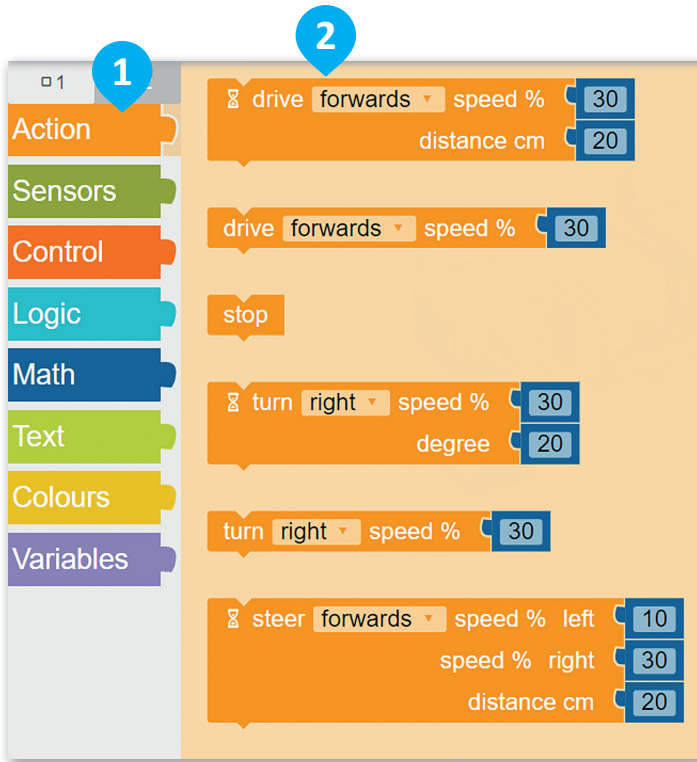 2
1
1
Action
Sensors
Control
Logic
Math
Text
Colours
Variables
drive forwards speed % 30
distance cm 20
drive forwards speed % 30
stop
turn right speed % 30
degree 20
turn right speed % 30
steer forwards speed % left 10
speed % right 30
distance cm 20